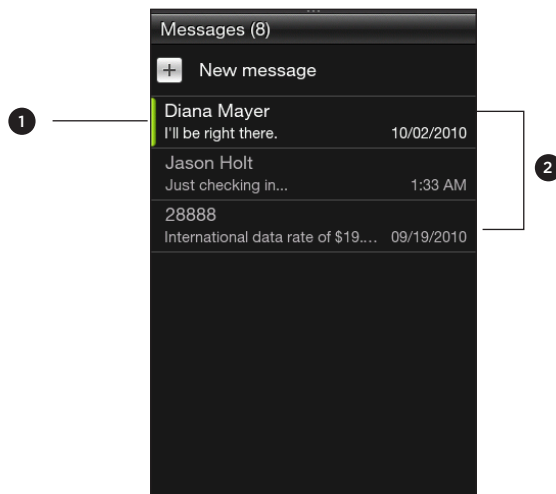 Messages (8)
+ New message
Diana Mayer
I'll be right there. 10/02/2010
Jason Holt
Just checking in... 1:33 AM
28888
International data rate of $19.... 09/19/2010
1
2